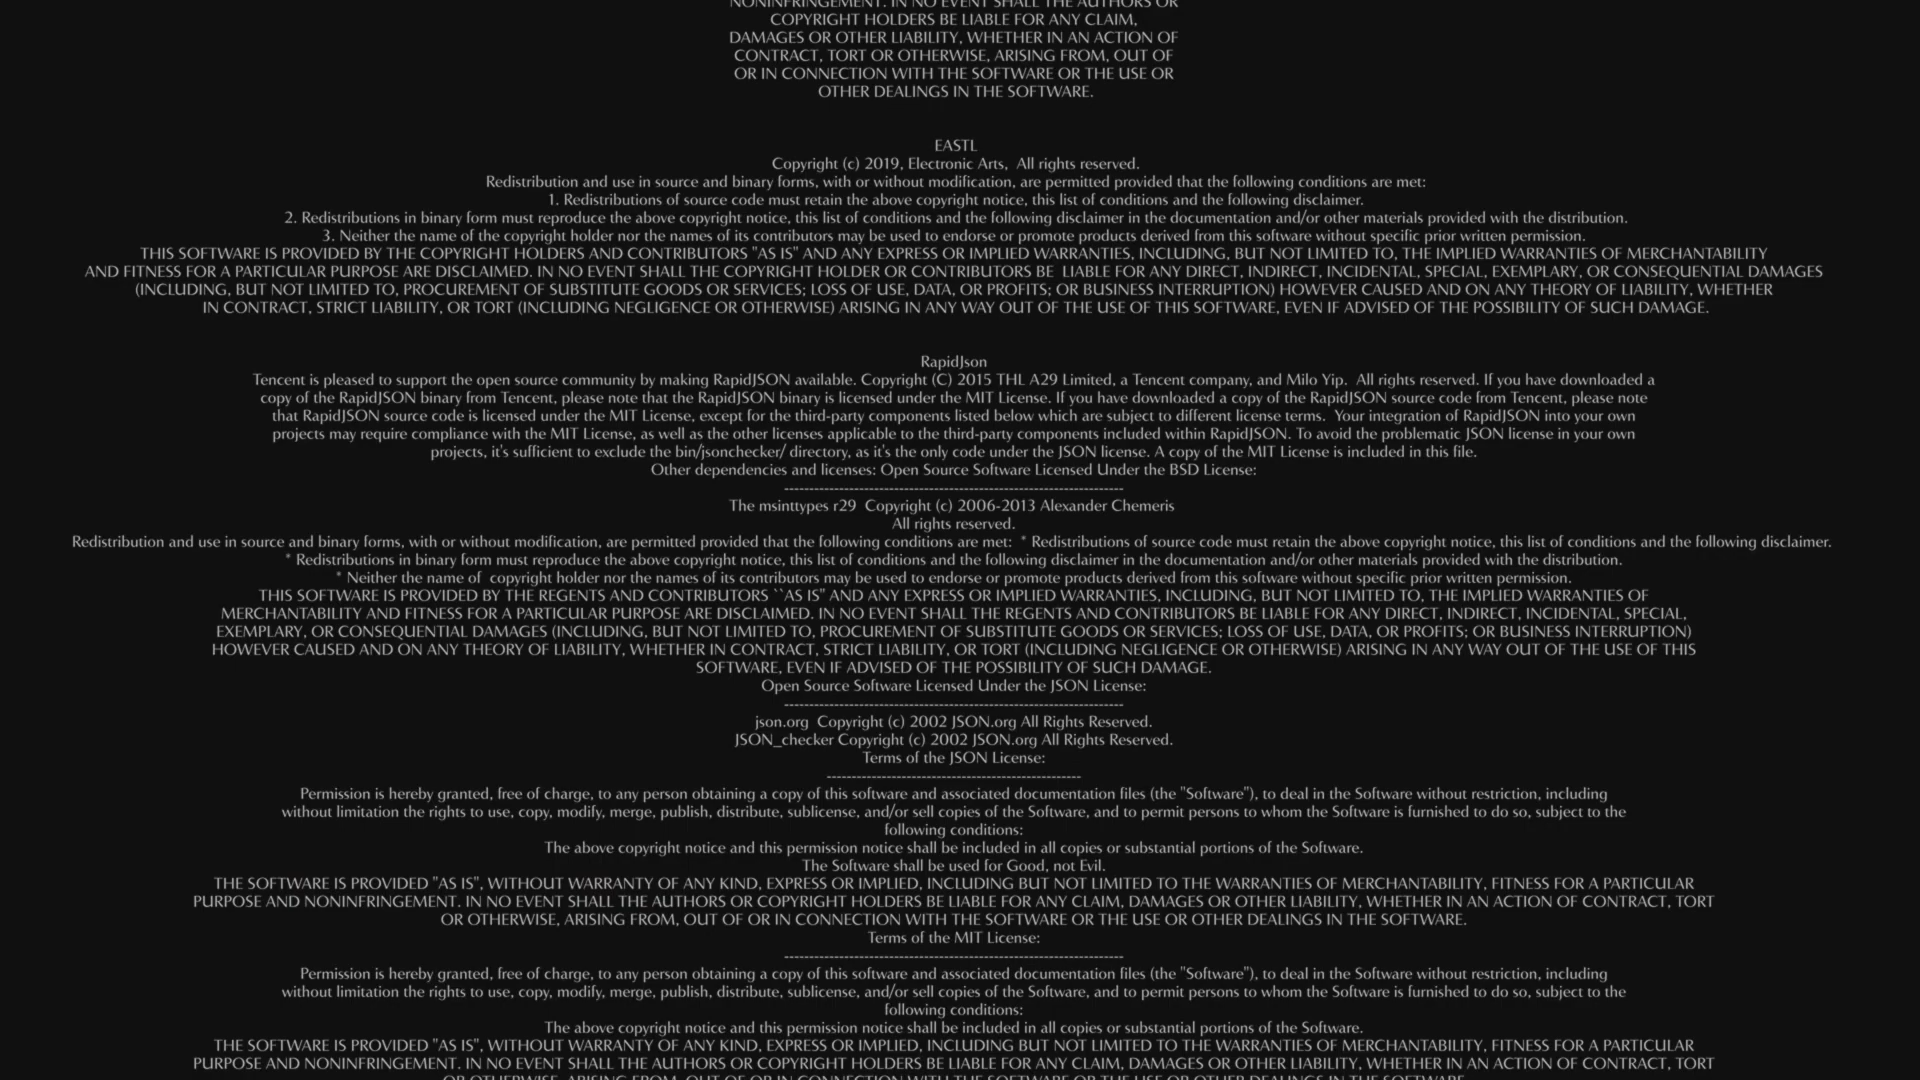 NONINFRINGEMENT. IN NO EVENT SHALL THE AUTHORS OR
COPYRIGHT HOLDERS BE LIABLE FOR ANY CLAIM,
DAMAGES OR OTHER LIABILITY, WHETHER IN AN ACTION OF
CONTRACT, TORT OR OTHERWISE, ARISING FROM, OUT OF
OR IN CONNECTION WITH THE SOFTWARE OR THE USE OR
OTHER DEALINGS IN THE SOFTWARE.
EASTL
Copyright (c) 2019, Electronic Arts,  All rights reserved.
Redistribution and use in source and binary forms, with or without modification, are permitted provided that the following conditions are met:
1. Redistributions of source code must retain the above copyright notice, this list of conditions and the following disclaimer.
2. Redistributions in binary form must reproduce the above copyright notice, this list of conditions and the following disclaimer in the documentation and/or other materials provided with the distribution.
3. Neither the name of the copyright holder nor the names of its contributors may be used to endorse or promote products derived from this software without specific prior written permission.
THIS SOFTWARE IS PROVIDED BY THE COPYRIGHT HOLDERS AND CONTRIBUTORS "AS IS" AND ANY EXPRESS OR IMPLIED WARRANTIES, INCLUDING, BUT NOT LIMITED TO, THE IMPLIED WARRANTIES OF MERCHANTABILITY
AND FITNESS FOR A PARTICULAR PURPOSE ARE DISCLAIMED. IN NO EVENT SHALL THE COPYRIGHT HOLDER OR CONTRIBUTORS BE  LIABLE FOR ANY DIRECT, INDIRECT, INCIDENTAL, SPECIAL, EXEMPLARY, OR CONSEQUENTIAL DAMAGES
(INCLUDING, BUT NOT LIMITED TO, PROCUREMENT OF SUBSTITUTE GOODS OR SERVICES; LOSS OF USE, DATA, OR PROFITS; OR BUSINESS INTERRUPTION) HOWEVER CAUSED AND ON ANY THEORY OF LIABILITY, WHETHER
IN CONTRACT, STRICT LIABILITY, OR TORT (INCLUDING NEGLIGENCE OR OTHERWISE) ARISING IN ANY WAY OUT OF THE USE OF THIS SOFTWARE, EVEN IF ADVISED OF THE POSSIBILITY OF SUCH DAMAGE.
RapidJson
Tencent is pleased to support the open source community by making RapidJSON available. Copyright (C) 2015 THL A29 Limited, a Tencent company, and Milo Yip.  All rights reserved. If you have downloaded a
copy of the RapidJSON binary from Tencent, please note that the RapidJSON binary is licensed under the MIT License. If you have downloaded a copy of the RapidJSON source code from Tencent, please note
that RapidJSON source code is licensed under the MIT License, except for the third-party components listed below which are subject to different license terms.  Your integration of RapidJSON into your own
projects may require compliance with the MIT License, as well as the other licenses applicable to the third-party components included within RapidJSON. To avoid the problematic JSON license in your own
projects, it's sufficient to exclude the bin/jsonchecker/ directory, as it's the only code under the JSON license. A copy of the MIT License is included in this file.
Other dependencies and licenses: Open Source Software Licensed Under the BSD License:
--------------------------------------------------------------------
The msinttypes r29  Copyright (c) 2006-2013 Alexander Chemeris
All rights reserved.
Redistribution and use in source and binary forms, with or without modification, are permitted provided that the following conditions are met:  * Redistributions of source code must retain the above copyright notice, this list of conditions and the following disclaimer.
* Redistributions in binary form must reproduce the above copyright notice, this list of conditions and the following disclaimer in the documentation and/or other materials provided with the distribution.
* Neither the name of  copyright holder nor the names of its contributors may be used to endorse or promote products derived from this software without specific prior written permission.
THIS SOFTWARE IS PROVIDED BY THE REGENTS AND CONTRIBUTORS ``AS IS'' AND ANY EXPRESS OR IMPLIED WARRANTIES, INCLUDING, BUT NOT LIMITED TO, THE IMPLIED WARRANTIES OF
MERCHANTABILITY AND FITNESS FOR A PARTICULAR PURPOSE ARE DISCLAIMED. IN NO EVENT SHALL THE REGENTS AND CONTRIBUTORS BE LIABLE FOR ANY DIRECT, INDIRECT, INCIDENTAL, SPECIAL,
EXEMPLARY, OR CONSEQUENTIAL DAMAGES (INCLUDING, BUT NOT LIMITED TO, PROCUREMENT OF SUBSTITUTE GOODS OR SERVICES; LOSS OF USE, DATA, OR PROFITS; OR BUSINESS INTERRUPTION)
HOWEVER CAUSED AND ON ANY THEORY OF LIABILITY, WHETHER IN CONTRACT, STRICT LIABILITY, OR TORT (INCLUDING NEGLIGENCE OR OTHERWISE) ARISING IN ANY WAY OUT OF THE USE OF THIS
SOFTWARE, EVEN IF ADVISED OF THE POSSIBILITY OF SUCH DAMAGE.
Open Source Software Licensed Under the JSON License:
--------------------------------------------------------------------
json.org  Copyright (c) 2002 JSON.org All Rights Reserved.
JSON_checker Copyright (c) 2002 JSON.org All Rights Reserved.
Terms of the JSON License:
---------------------------------------------------
Permission is hereby granted, free of charge, to any person obtaining a copy of this software and associated documentation files (the "Software"), to deal in the Software without restriction, including
without limitation the rights to use, copy, modify, merge, publish, distribute, sublicense, and/or sell copies of the Software, and to permit persons to whom the Software is furnished to do so, subject to the
following conditions:
The above copyright notice and this permission notice shall be included in all copies or substantial portions of the Software.
The Software shall be used for Good, not Evil.
THE SOFTWARE IS PROVIDED "AS IS", WITHOUT WARRANTY OF ANY KIND, EXPRESS OR IMPLIED, INCLUDING BUT NOT LIMITED TO THE WARRANTIES OF MERCHANTABILITY, FITNESS FOR A PARTICULAR
PURPOSE AND NONINFRINGEMENT. IN NO EVENT SHALL THE AUTHORS OR COPYRIGHT HOLDERS BE LIABLE FOR ANY CLAIM, DAMAGES OR OTHER LIABILITY, WHETHER IN AN ACTION OF CONTRACT, TORT
OR OTHERWISE, ARISING FROM, OUT OF OR IN CONNECTION WITH THE SOFTWARE OR THE USE OR OTHER DEALINGS IN THE SOFTWARE.
Terms of the MIT License:
--------------------------------------------------------------------
Permission is hereby granted, free of charge, to any person obtaining a copy of this software and associated documentation files (the "Software"), to deal in the Software without restriction, including
without limitation the rights to use, copy, modify, merge, publish, distribute, sublicense, and/or sell copies of the Software, and to permit persons to whom the Software is furnished to do so, subject to the
following conditions:
The above copyright notice and this permission notice shall be included in all copies or substantial portions of the Software.
THE SOFTWARE IS PROVIDED "AS IS", WITHOUT WARRANTY OF ANY KIND, EXPRESS OR IMPLIED, INCLUDING BUT NOT LIMITED TO THE WARRANTIES OF MERCHANTABILITY, FITNESS FOR A PARTICULAR
PURPOSE AND NONINFRINGEMENT. IN NO EVENT SHALL THE AUTHORS OR COPYRIGHT HOLDERS BE LIABLE FOR ANY CLAIM, DAMAGES OR OTHER LIABILITY, WHETHER IN AN ACTION OF CONTRACT, TORT
OR OTHERWISE, ARISING FROM, OUT OF OR IN CONNECTION WITH THE SOFTWARE OR THE USE OR OTHER DEALINGS IN THE SOFTWARE.